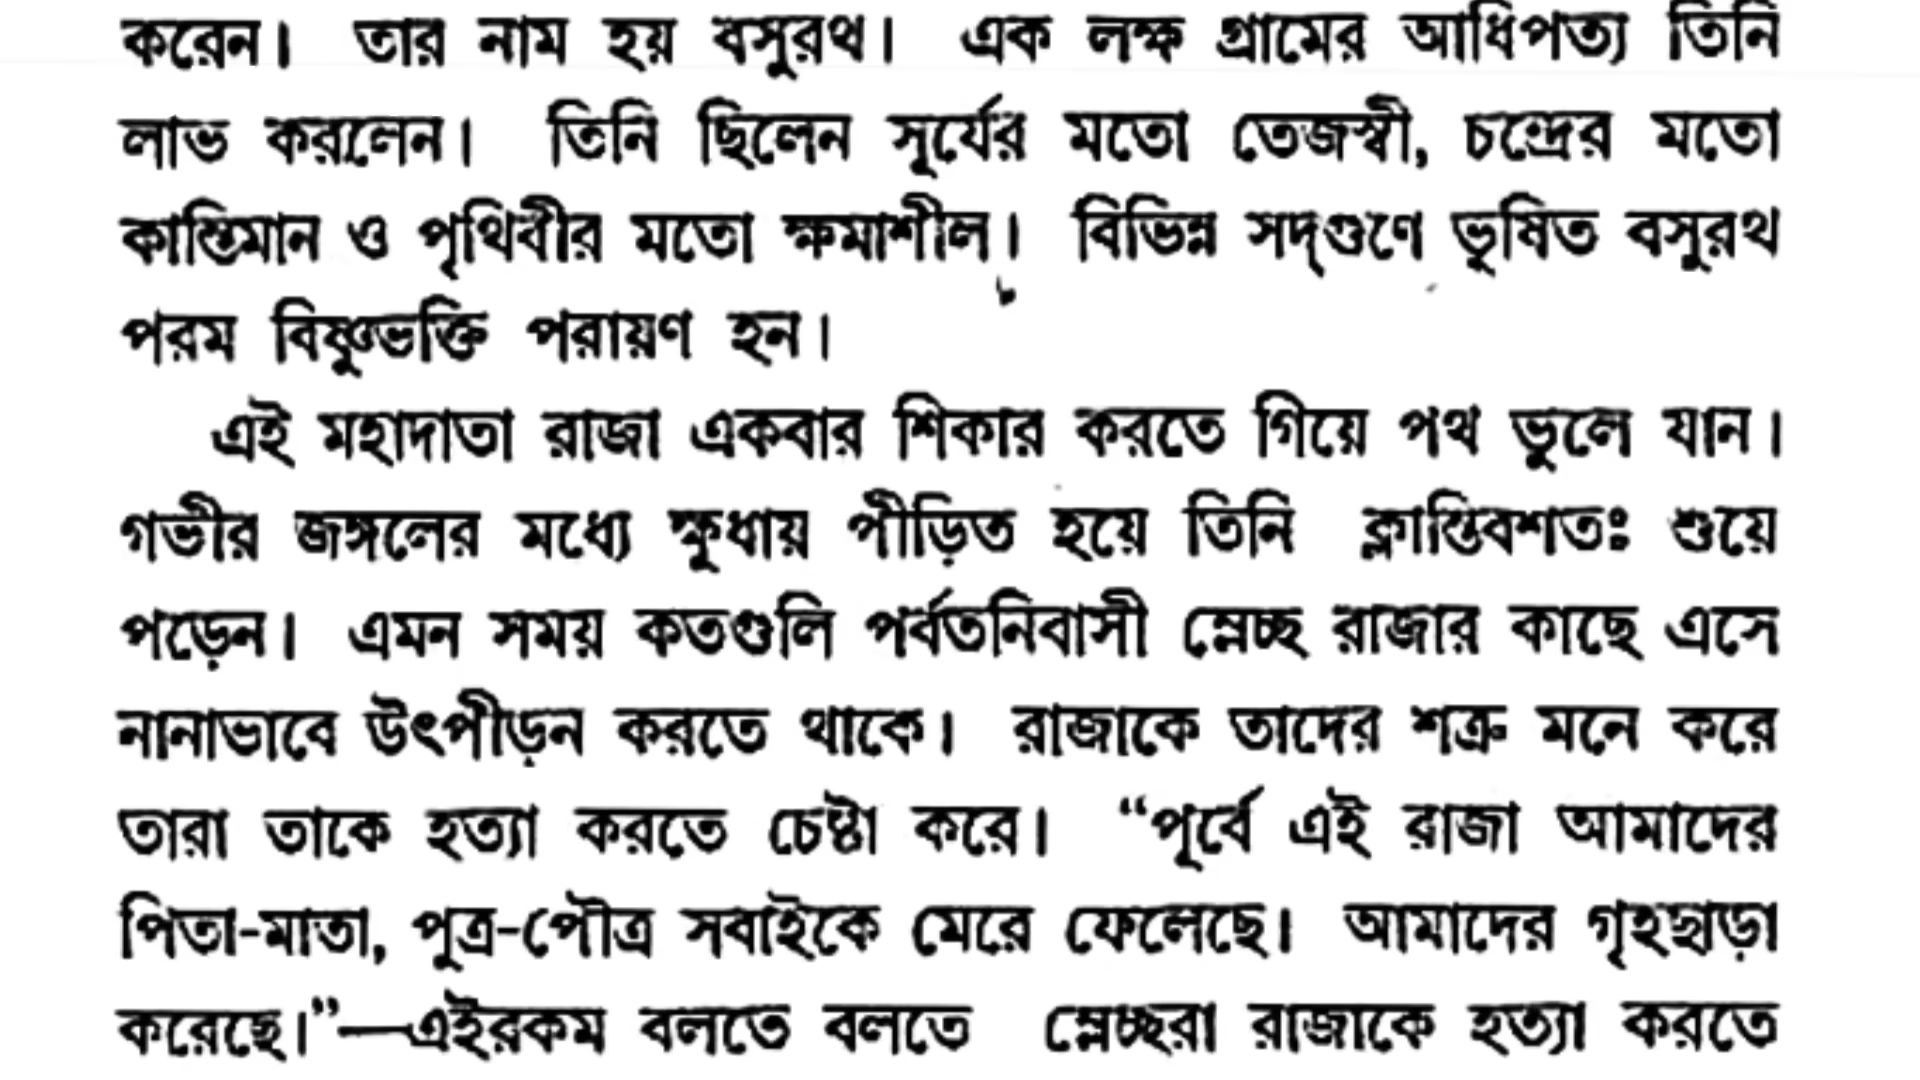 করেন। তার নাম হয় বসুরথ। এক লক্ষ গ্রামের আধিপত্য তিনি
লাভ করলেন। তিনি ছিলেন সূর্যের মতো তেজস্বী, চন্দ্রের মতো
কান্তিমান ও পৃথিবীর মতো ক্ষমাশীল। বিভিন্ন সদ্‌গুণে ভূষিত বসুরথ
পরম বিষ্ণুভক্তি পরায়ণ হন।
এই মহাদাতা রাজা একবার শিকার করতে গিয়ে পথ ভুলে যান।
গভীর জঙ্গলের মধ্যে ক্ষুধায় পীড়িত হয়ে তিনি ক্লান্তিবশতঃ শুয়ে
পড়েন। এমন সময় কতগুলি পর্বতনিবাসী ম্লেচ্ছ রাজার কাছে এসে
নানাভাবে উৎপীড়ন করতে থাকে। রাজাকে তাদের শত্রু মনে করে
তারা তাকে হত্যা করতে চেষ্টা করে। “পূর্বে এই রাজা আমাদের
পিতা-মাতা, পুত্র-পৌত্র সবাইকে মেরে ফেলেছে। আমাদের গৃহছাড়া
করেছে।”—এইরকম বলতে বলতে ম্লেচ্ছরা রাজাকে হত্যা করতে